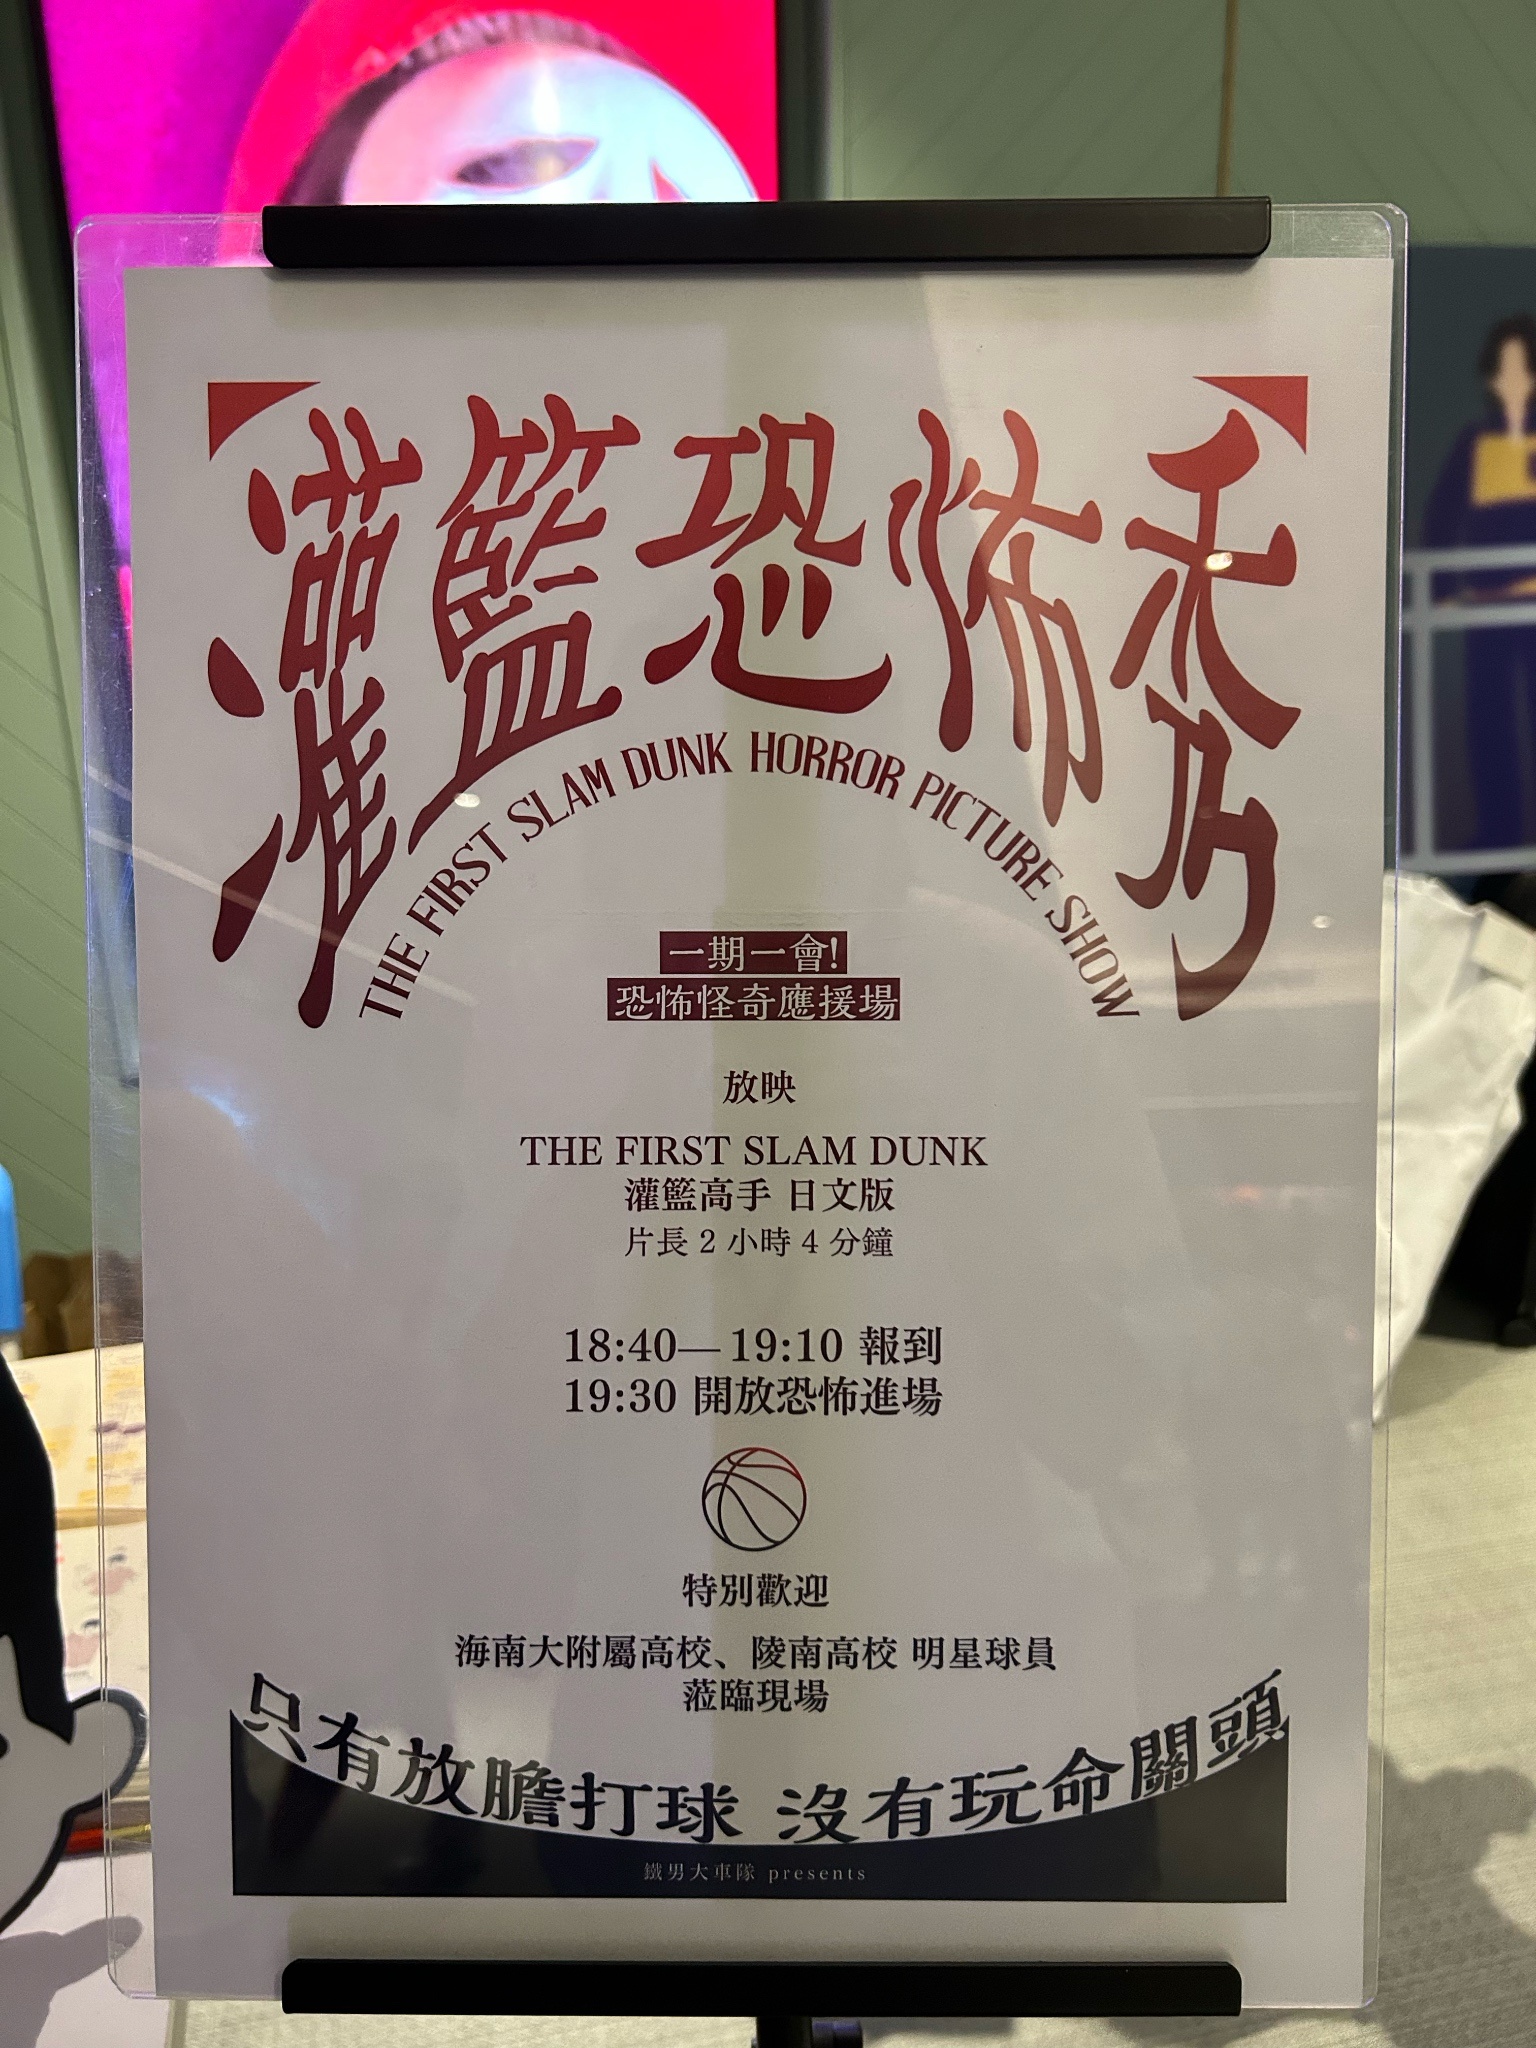 灌籃恐怖秀
THE FIRST SLAM DUNK HORROR PICTURE SHOW
一期一會!
恐怖怪奇應援場
放映
THE FIRST SLAM DUNK
灌籃高手 日文版
片長 2 小時 4 分鐘
18:40—19:10 報到
19:30 開放恐怖進場
特別歡迎
海南大附屬高校、陵南高校 明星球員
蒞臨現場
只有放膽打球 沒有玩命關頭
鐵男大車隊 presents